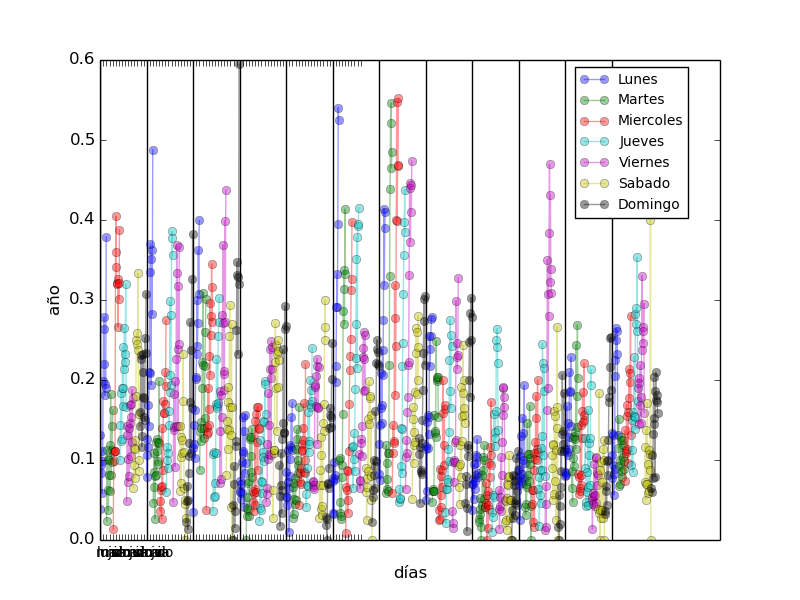 0.6
0.5
0.4
0.3
0.2
0.1
0.0
año
días
Lunes
Martes
Miercoles
Jueves
Viernes
Sabado
Domingo